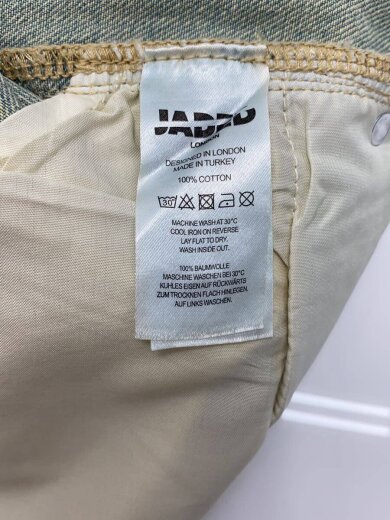 JADED
LONDON
DESIGNED IN LONDON
MADE IN TURKEY
100% COTTON
30
MACHINE WASH AT 30°C
COOL IRON ON REVERSE
LAY FLAT TO DRY.
WASH INSIDE OUT.
100% BAUMWOLLE
MASCHINE WASCHEN BEI 30°C
KUHLES EISEN AUF RÜCKWÄRTS
ZUM TROCKNEN FLACH HINLEGEN.
AUF LINKS WASCHEN.